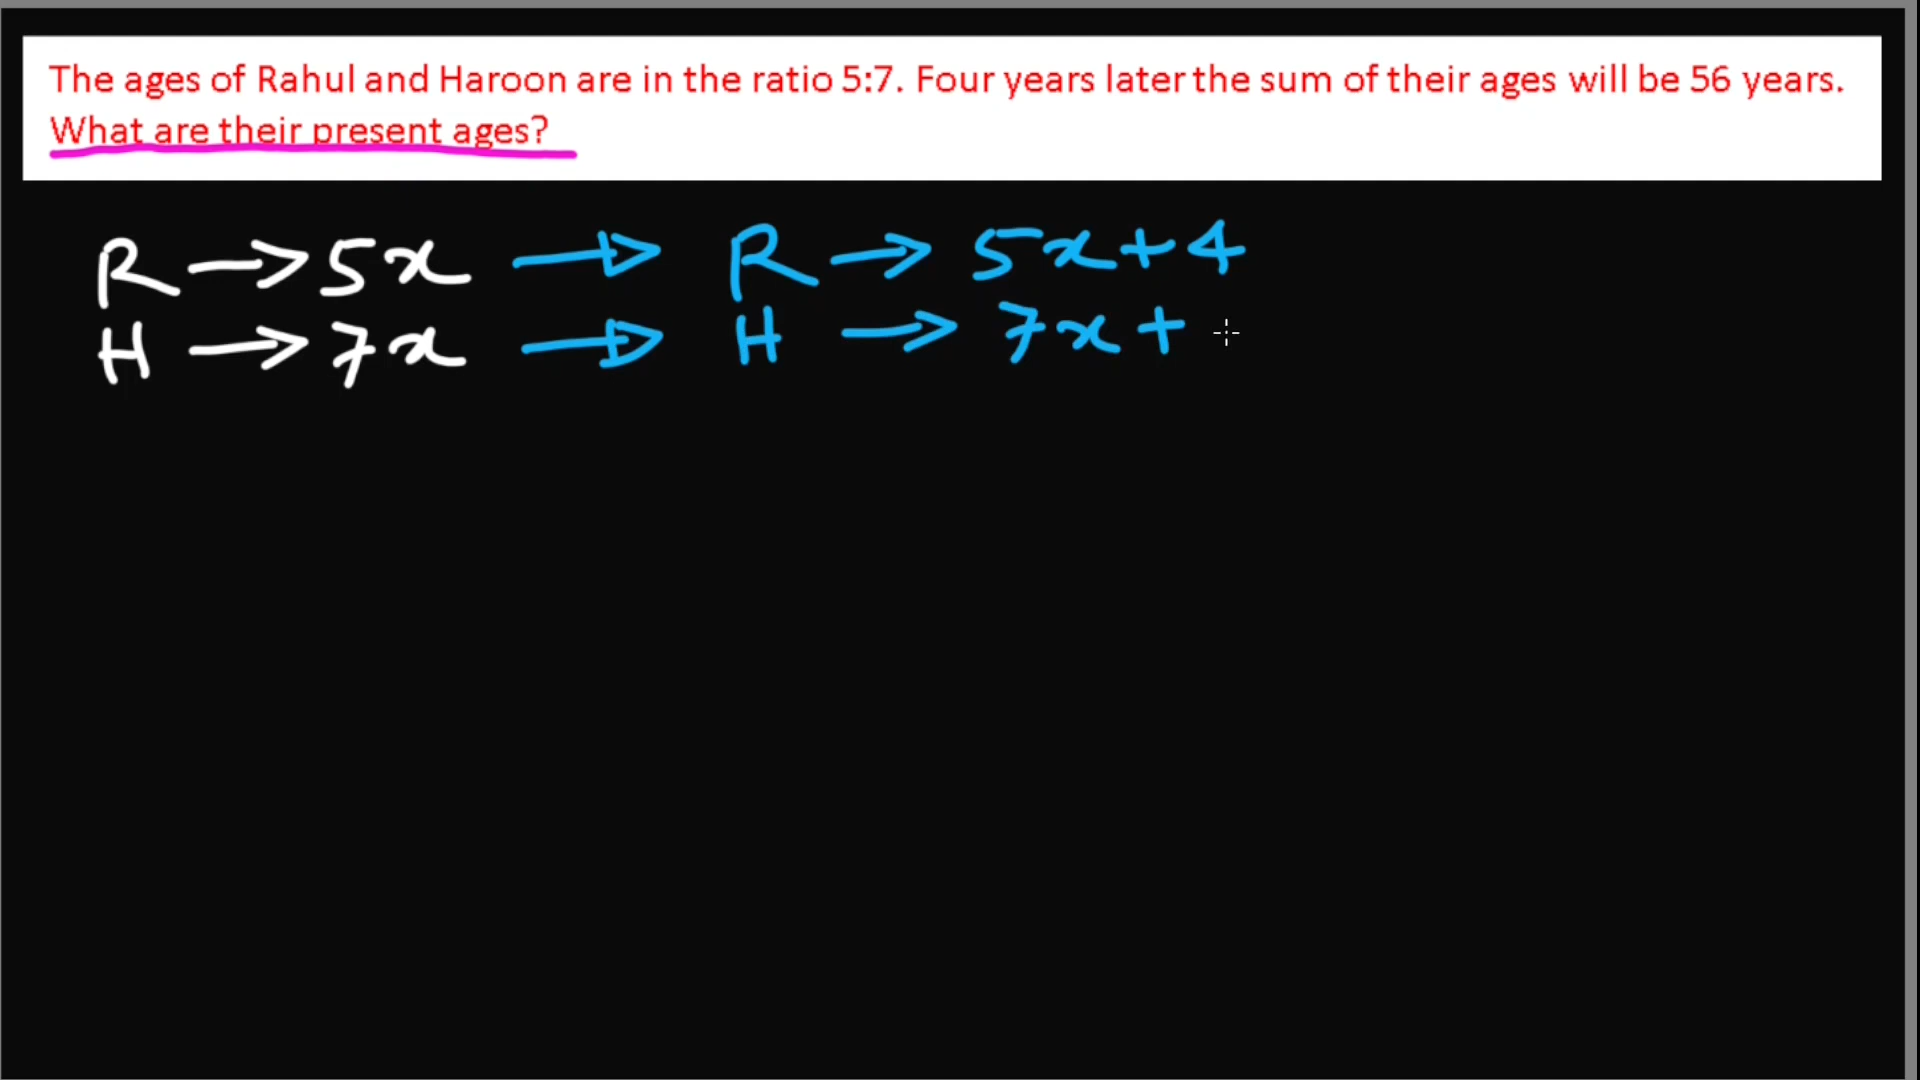 The ages of Rahul and Haroon are in the ratio 5:7. Four years later the sum of their ages will be 56 years.
What are their present ages?
R → 5x → R → 5x+4
H → 7x → H → 7x+